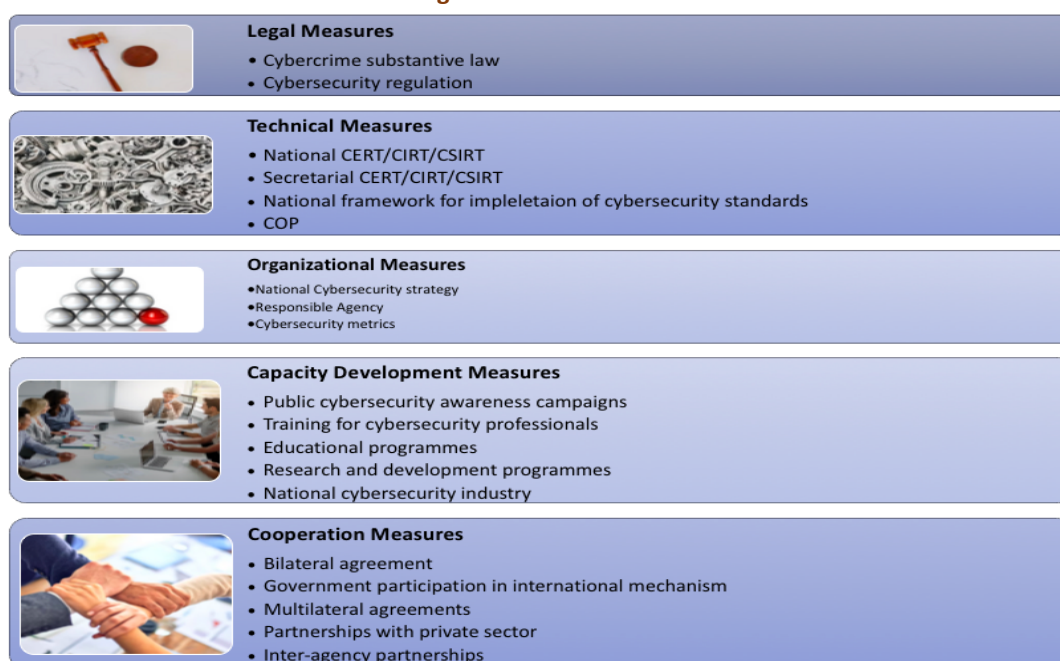 Legal Measures
• Cybercrime substantive law
• Cybersecurity regulation
Technical Measures
• National CERT/CIRT/CSIRT
• Secretarial CERT/CIRT/CSIRT
• National framework for impleletaion of cybersecurity standards
• COP
Organizational Measures
•National Cybersecurity strategy
•Responsible Agency
•Cybersecurity metrics
Capacity Development Measures
• Public cybersecurity awareness campaigns
• Training for cybersecurity professionals
• Educational programmes
• Research and development programmes
• National cybersecurity industry
Cooperation Measures
• Bilateral agreement
• Government participation in international mechanism
• Multilateral agreements
• Partnerships with private sector
• Inter-agency partnerships